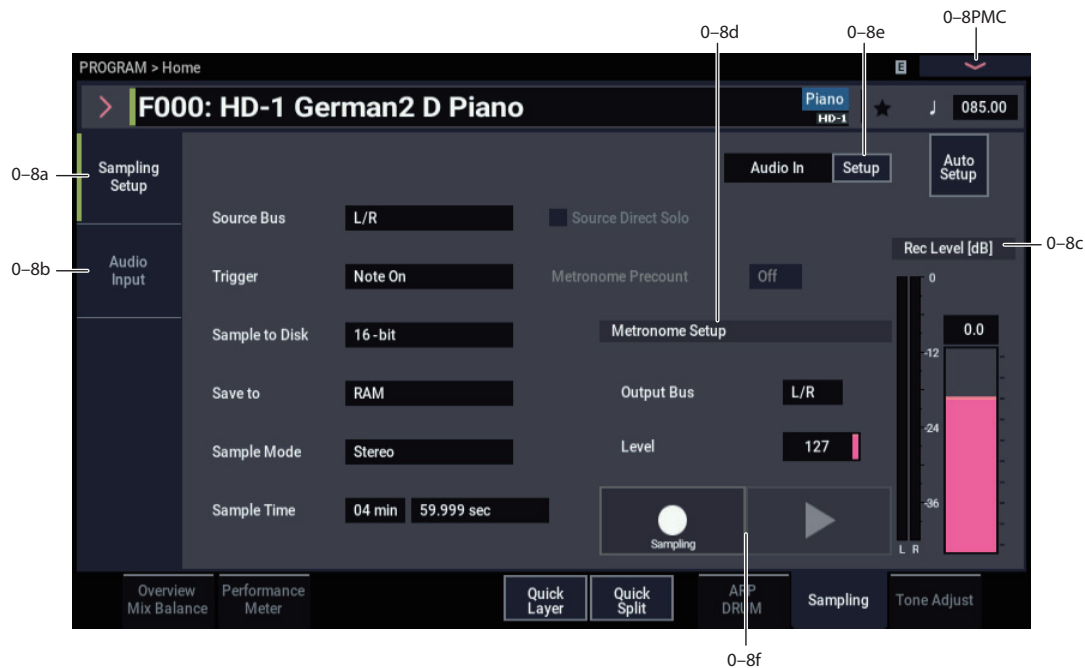 0–8PMC
0–8d
0–8e
PROGRAM > Home
E
F000: HD-1 German2 D Piano
Piano
HD-1
085.00
0–8a
Sampling
Setup
Audio In
Setup
Auto
Setup
Source Bus
L/R
Source Direct Solo
Rec Level [dB]
0–8c
0–8b
Audio
Input
Trigger
Note On
Metronome Precount
Off
0
Sample to Disk
16-bit
Metronome Setup
0.0
-12
Save to
RAM
Output Bus
L/R
-24
Sample Mode
Stereo
Level
127
Sample Time
04 min
59.999 sec
-36
Sampling
L R
Overview
Mix Balance
Performance
Meter
Quick
Layer
Quick
Split
ARP
DRUM
Sampling
Tone Adjust
0–8f